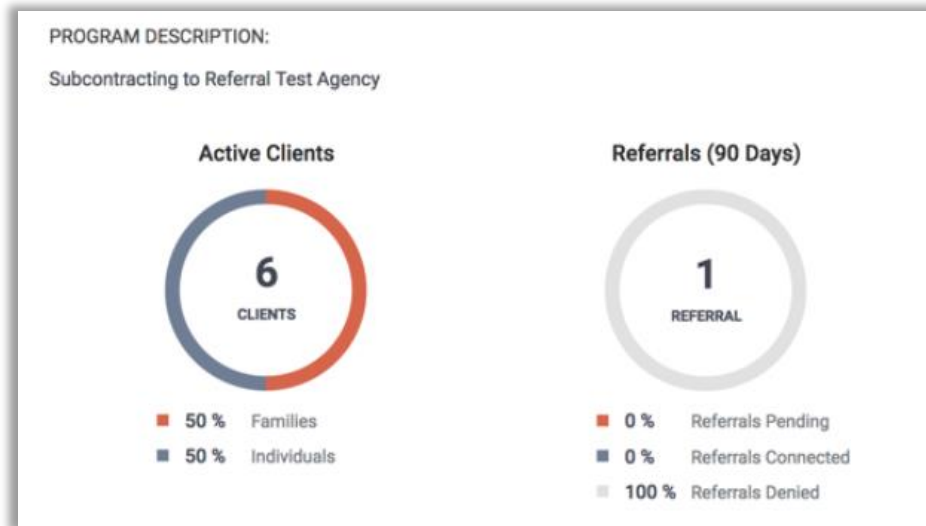 PROGRAM DESCRIPTION:
Subcontracting to Referral Test Agency
Active Clients
6
CLIENTS
50 % Families
50 % Individuals
Referrals (90 Days)
1
REFERRAL
0 % Referrals Pending
0 % Referrals Connected
100 % Referrals Denied